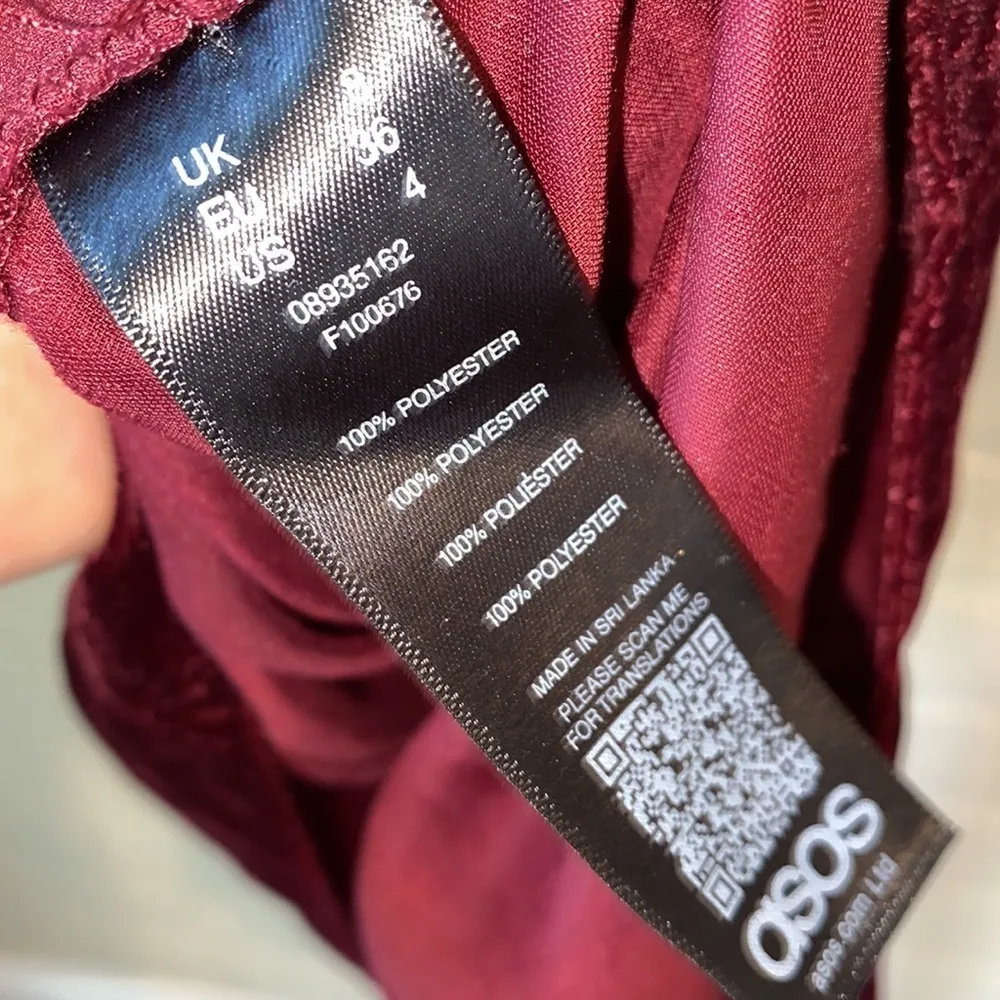 UK 8
EU 36
US 4
08935162
F100676
100% POLYESTER
100% POLYESTER
100% POLIÉSTER
100% POLYESTER
MADE IN SRI LANKA
PLEASE SCAN ME
FOR TRANSLATIONS
asos
asos.com Ltd